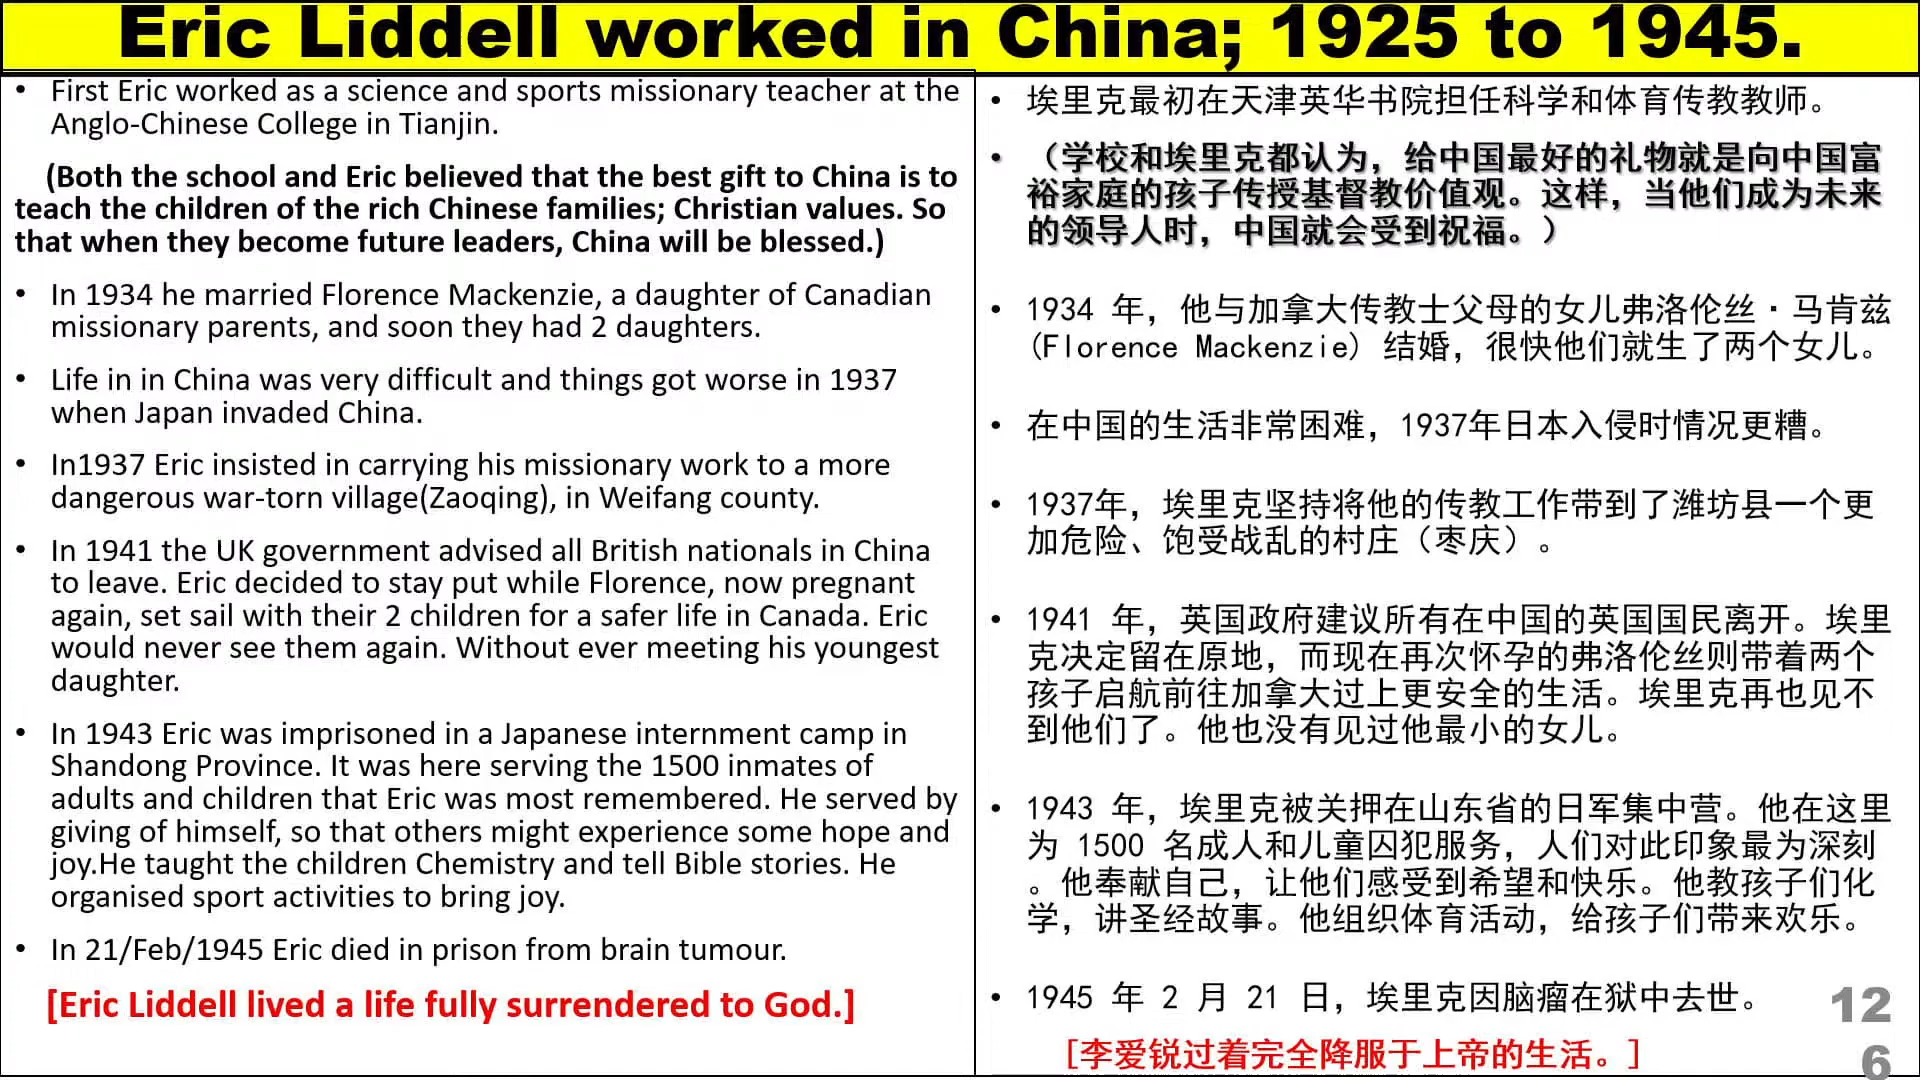 Eric Liddell worked in China; 1925 to 1945.
• First Eric worked as a science and sports missionary teacher at the
Anglo-Chinese College in Tianjin.
(Both the school and Eric believed that the best gift to China is to
teach the children of the rich Chinese families; Christian values. So
that when they become future leaders, China will be blessed.)
• In 1934 he married Florence Mackenzie, a daughter of Canadian
missionary parents, and soon they had 2 daughters.
• Life in in China was very difficult and things got worse in 1937
when Japan invaded China.
• In1937 Eric insisted in carrying his missionary work to a more
dangerous war-torn village(Zaoqing), in Weifang county.
• In 1941 the UK government advised all British nationals in China
to leave. Eric decided to stay put while Florence, now pregnant
again, set sail with their 2 children for a safer life in Canada. Eric
would never see them again. Without ever meeting his youngest
daughter.
• In 1943 Eric was imprisoned in a Japanese internment camp in
Shandong Province. It was here serving the 1500 inmates of
adults and children that Eric was most remembered. He served by
giving of himself, so that others might experience some hope and
joy.He taught the children Chemistry and tell Bible stories. He
organised sport activities to bring joy.
• In 21/Feb/1945 Eric died in prison from brain tumour.
[Eric Liddell lived a life fully surrendered to God.]
• 埃里克最初在天津英华书院担任科学和体育传教教师。
• （学校和埃里克都认为，给中国最好的礼物就是向中国富
裕家庭的孩子传授基督教价值观。这样，当他们成为未来
的领导人时，中国就会受到祝福。）
• 1934 年，他与加拿大传教士父母的女儿弗洛伦丝·马肯兹
(Florence Mackenzie) 结婚，很快他们就生了两个女儿。
• 在中国的生活非常困难，1937年日本入侵时情况更糟。
• 1937年，埃里克坚持将他的传教工作带到了潍坊县一个更
加危险、饱受战乱的村庄（枣庆）。
• 1941 年，英国政府建议所有在中国的英国国民离开。埃里
克决定留在原地，而现在再次怀孕的弗洛伦丝则带着两个
孩子启航前往加拿大过上更安全的生活。埃里克再也见不
到他们了。他也没有见过他最小的女儿。
• 1943 年，埃里克被关押在山东省的日军集中营。他在这里
为 1500 名成人和儿童囚犯服务，人们对此印象最为深刻
。他奉献自己，让他们感受到希望和快乐。他教孩子们化
学，讲圣经故事。他组织体育活动，给孩子们带来欢乐。
• 1945 年 2 月 21 日，埃里克因脑瘤在狱中去世。
[李爱锐过着完全降服于上帝的生活。]
12
6